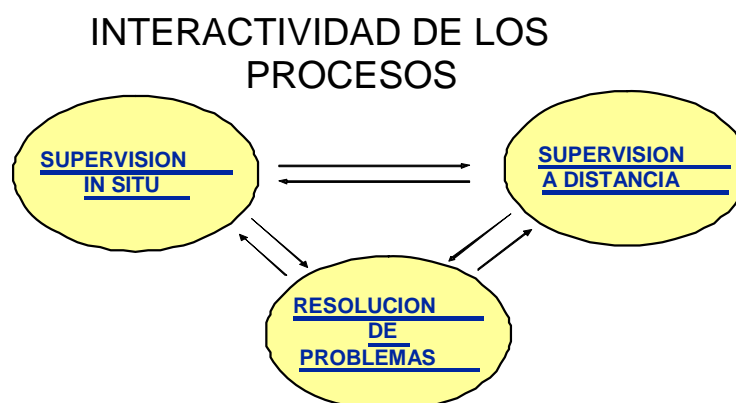 INTERACTIVIDAD DE LOS
PROCESOS
SUPERVISION
IN SITU
SUPERVISION
A DISTANCIA
RESOLUCION
DE
PROBLEMAS